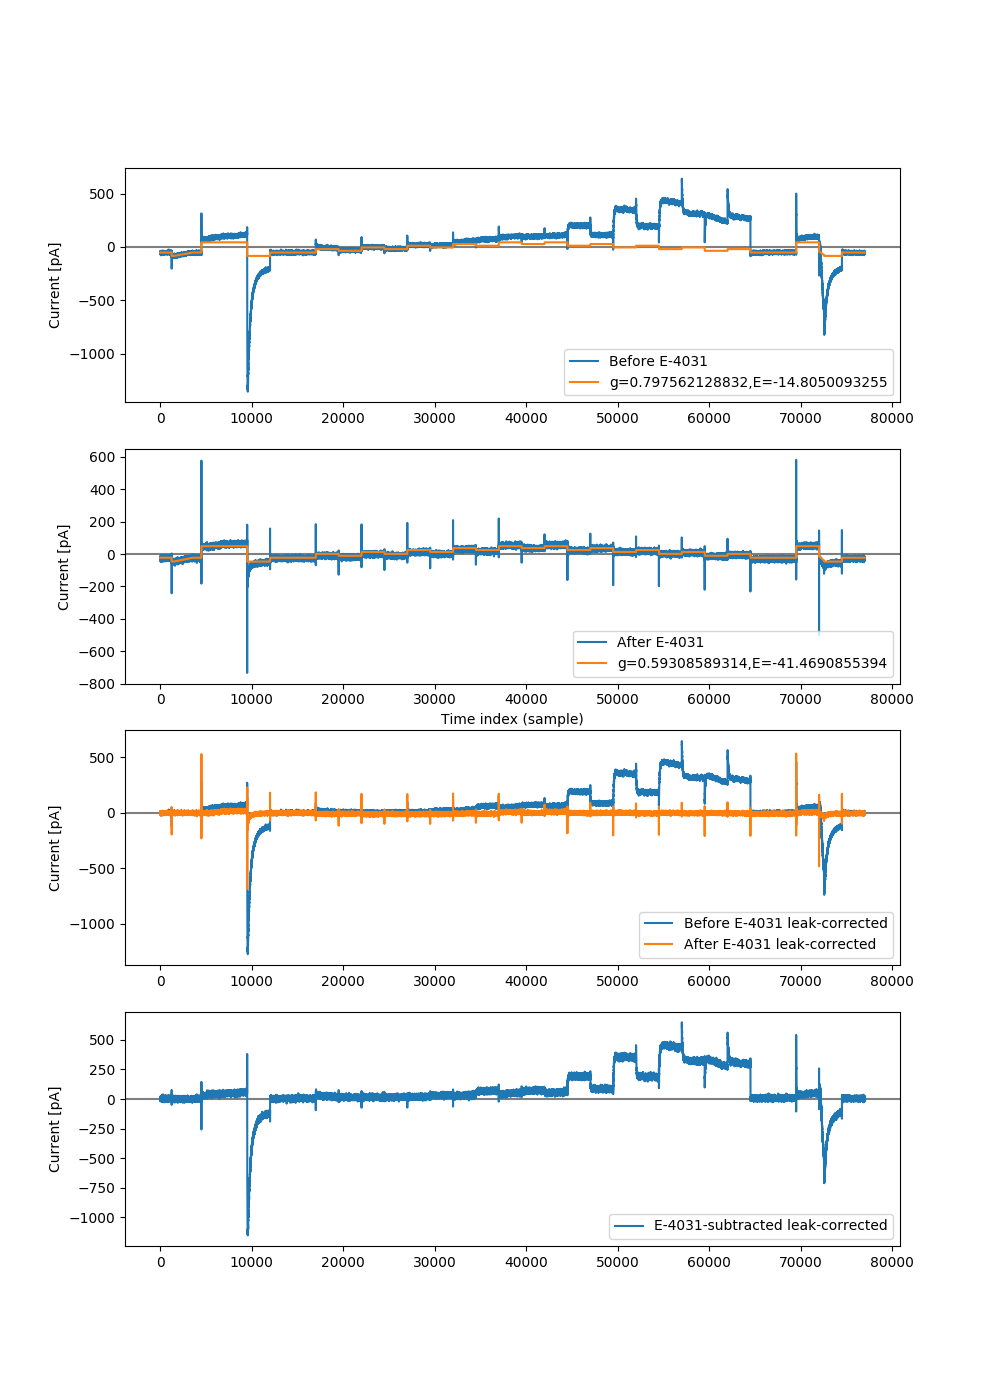 500
0
−500
−1000
Current [pA]
Before E-4031
g=0.797562128832,E=-14.8050093255
0 10000 20000 30000 40000 50000 60000 70000 80000
600
400
200
0
−200
−400
−600
−800
Current [pA]
After E-4031
g=0.59308589314,E=-41.4690855394
0 10000 20000 30000 40000 50000 60000 70000 80000
Time index (sample)
500
0
−500
−1000
Current [pA]
Before E-4031 leak-corrected
After E-4031 leak-corrected
0 10000 20000 30000 40000 50000 60000 70000 80000
500
250
0
−250
−500
−750
−1000
Current [pA]
E-4031-subtracted leak-corrected
0 10000 20000 30000 40000 50000 60000 70000 80000